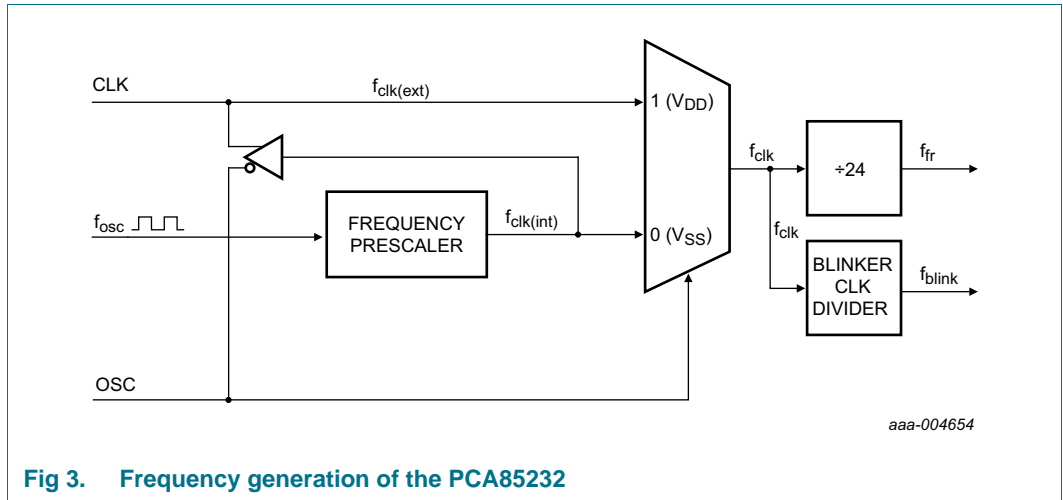 CLK
fclk(ext)
1 (VDD)
fclk
÷24
ffr
fosc
FREQUENCY
PRESCALER
fclk(int)
0 (VSS)
fclk
BLINKER
CLK
DIVIDER
fblink
OSC
aaa-004654
Fig 3. Frequency generation of the PCA85232